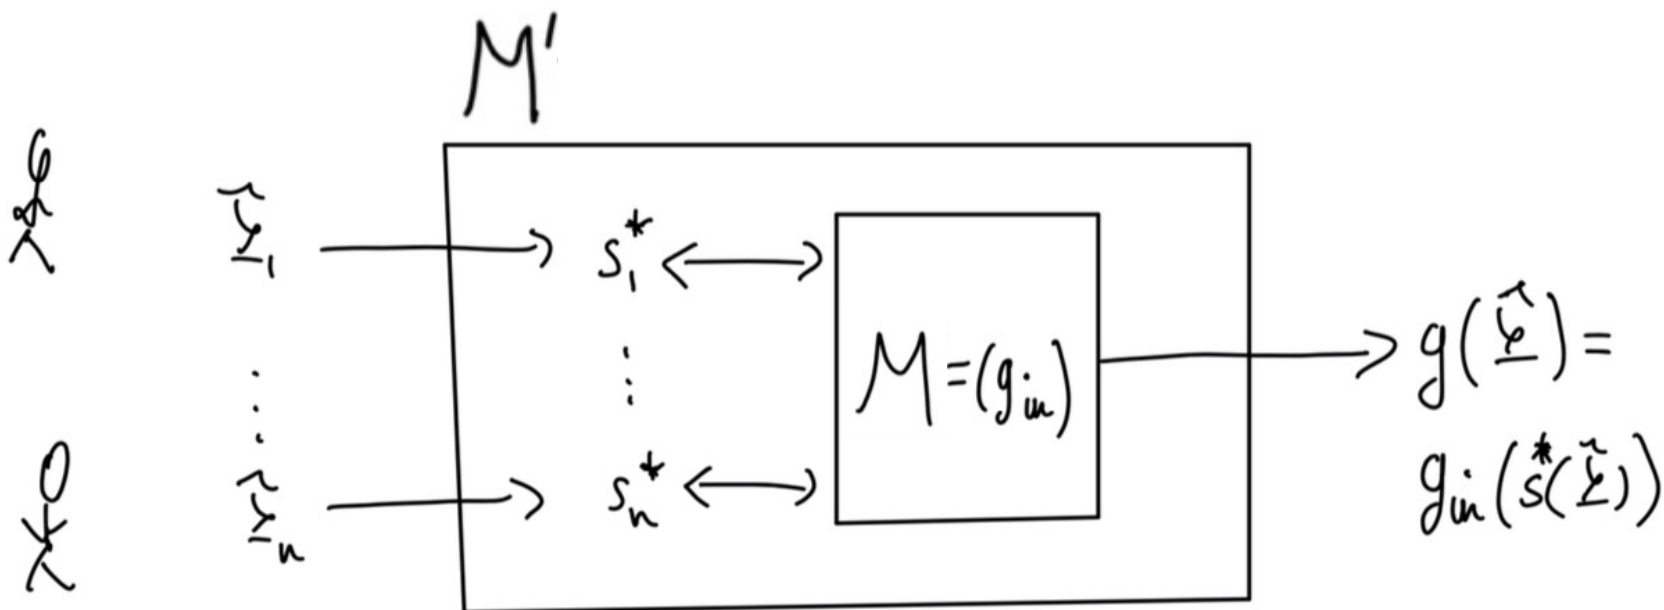 M'
φ̲̂₁ → s₁* ↔
⋮ ⋮
M = (g_in) → g(φ̲̂) =
φ̲̂ₙ → sₙ* ↔
g_in(s*(φ̲̂))